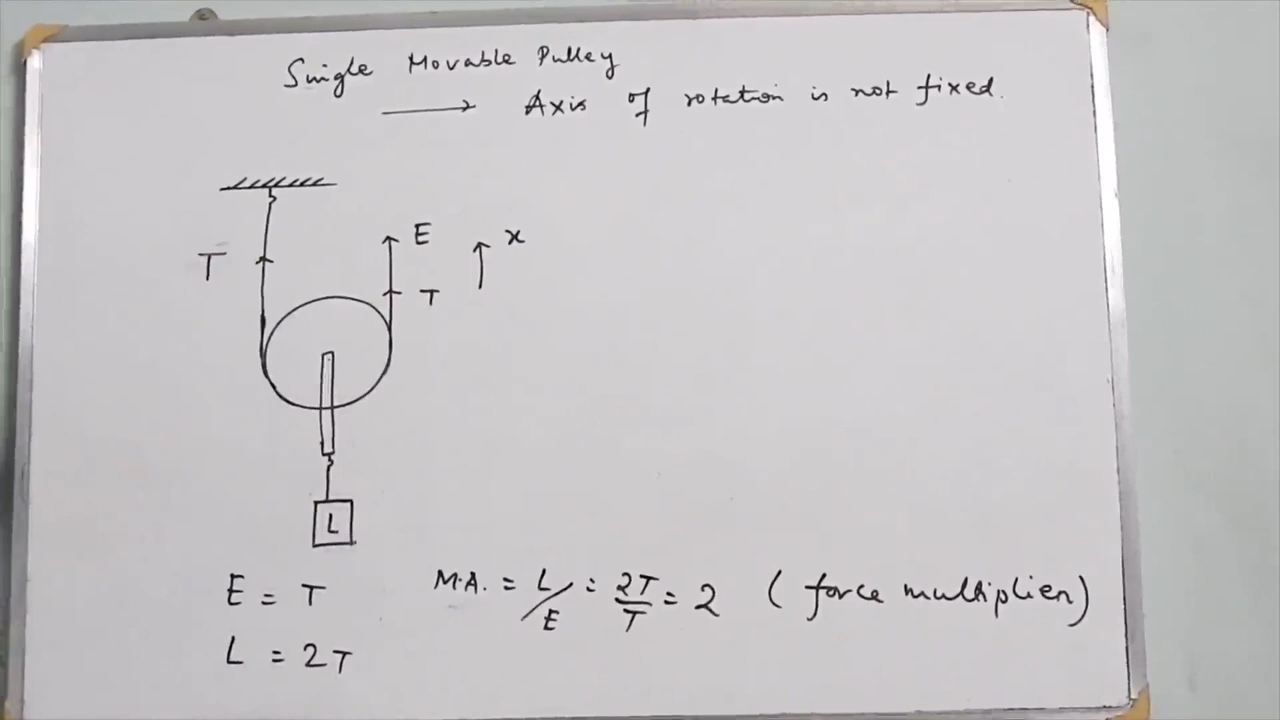 Single Movable Pulley
→ Axis of rotation is not fixed.
E x
T
T
L
E = T M.A. = L/E = 2T/T = 2 (force multiplier)
L = 2T